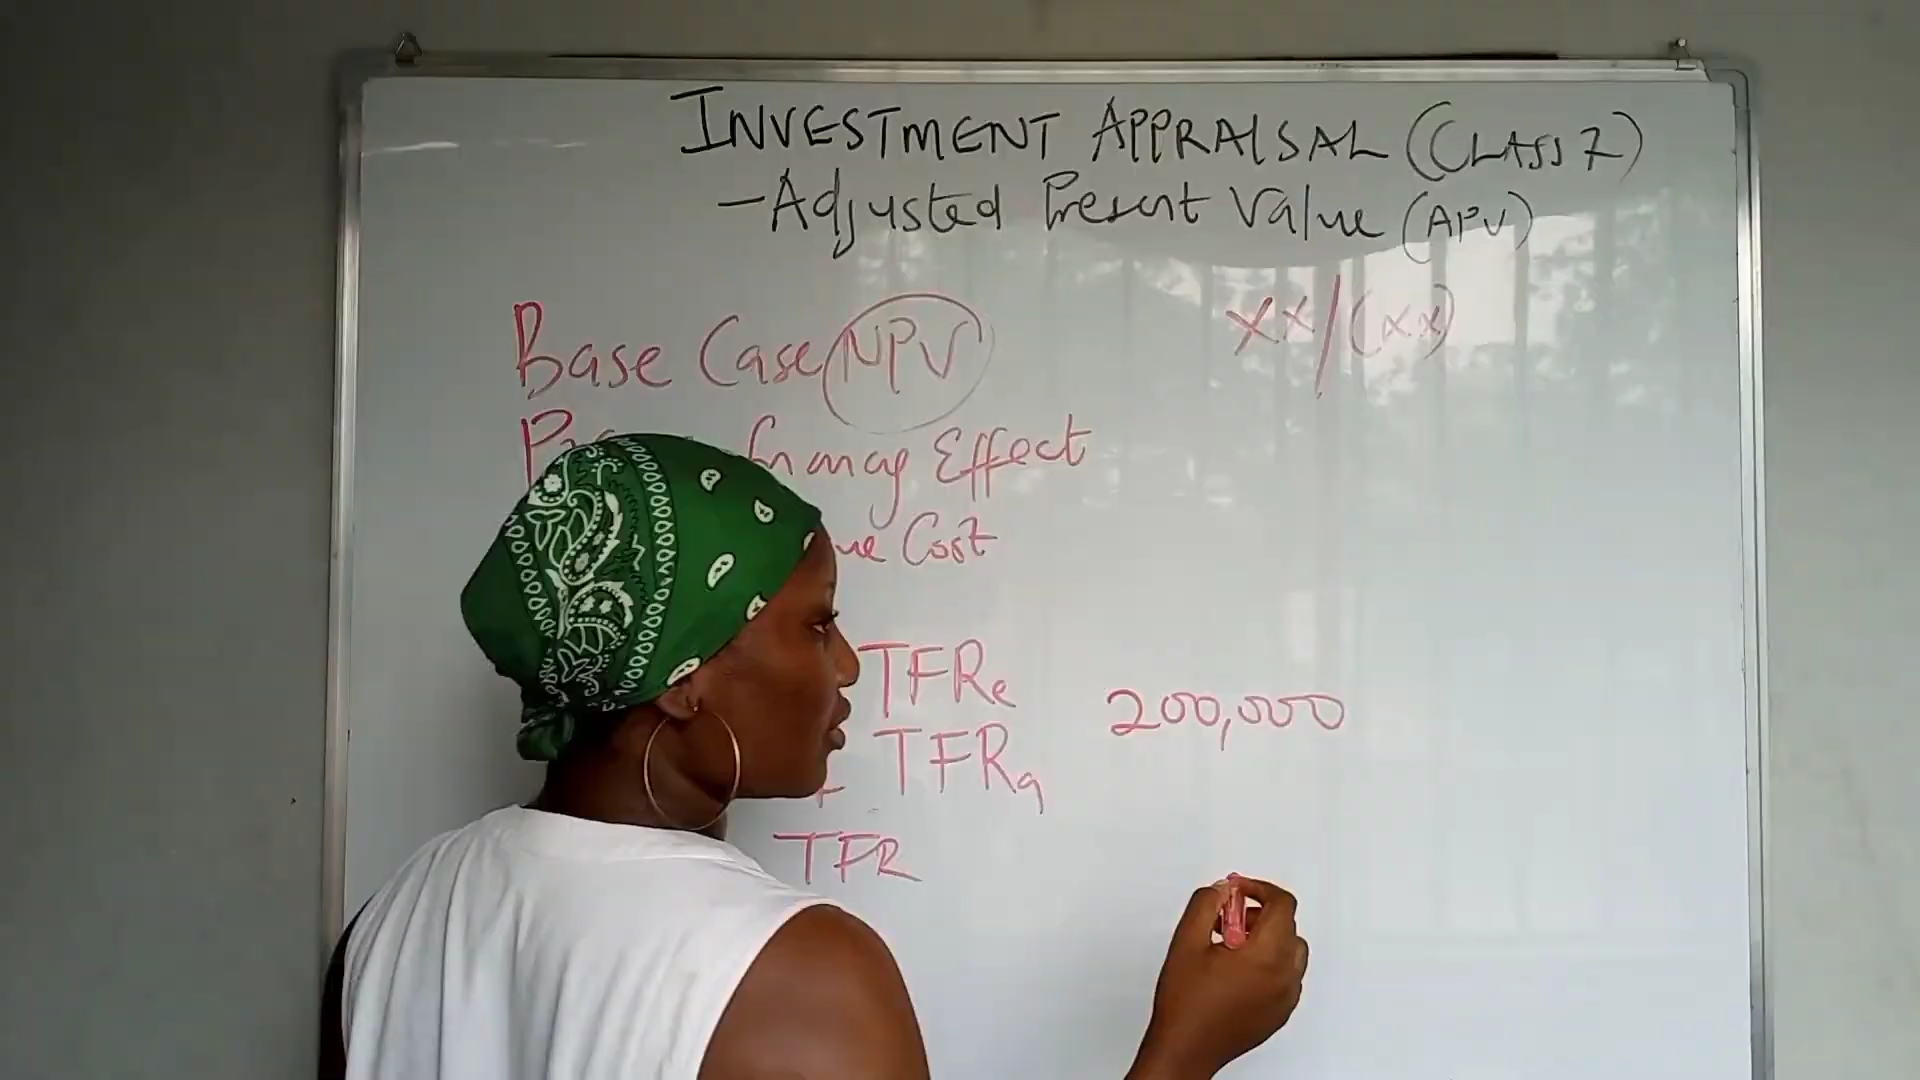 INVESTMENT APPRAISAL (CLASS 7)
- Adjusted Present Value (APV)
Base Case NPV xx/(xx)
Effect
Cost
TFRe 200,000
TFRq
TFR